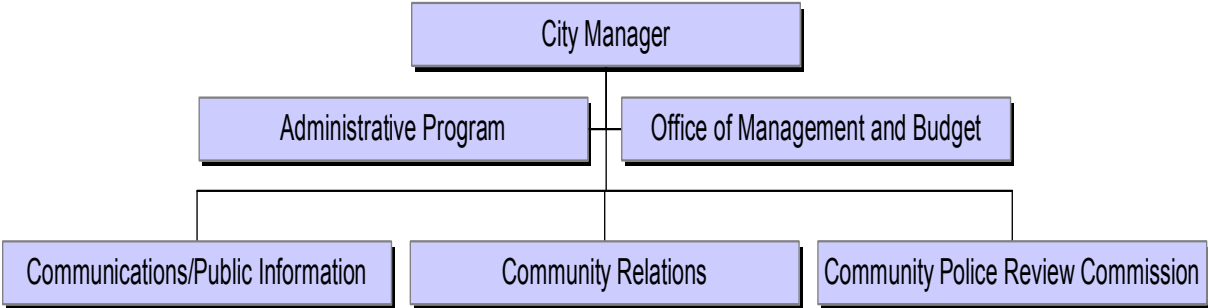 City Manager
Administrative Program
Office of Management and Budget
Communications/Public Information
Community Relations
Community Police Review Commission